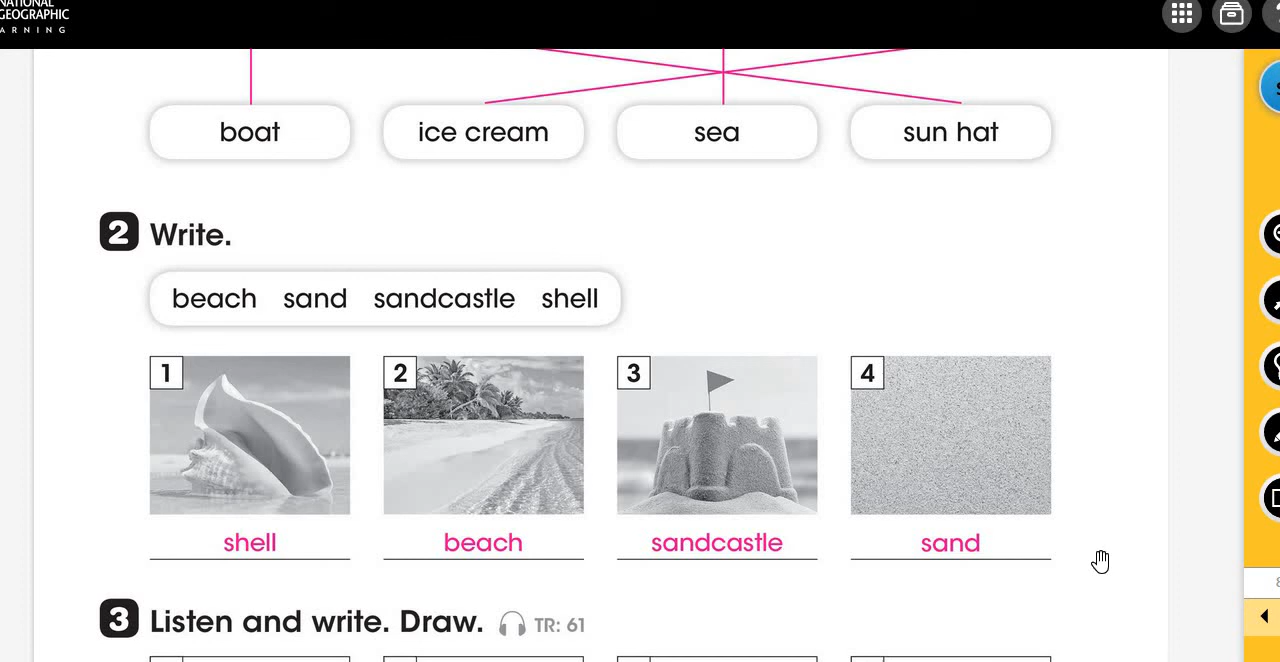 NATIONAL
GEOGRAPHIC
ARNING
boat ice cream sea sun hat
2 Write.
beach sand sandcastle shell
1 2 3 4
shell beach sandcastle sand
3 Listen and write. Draw. TR: 61